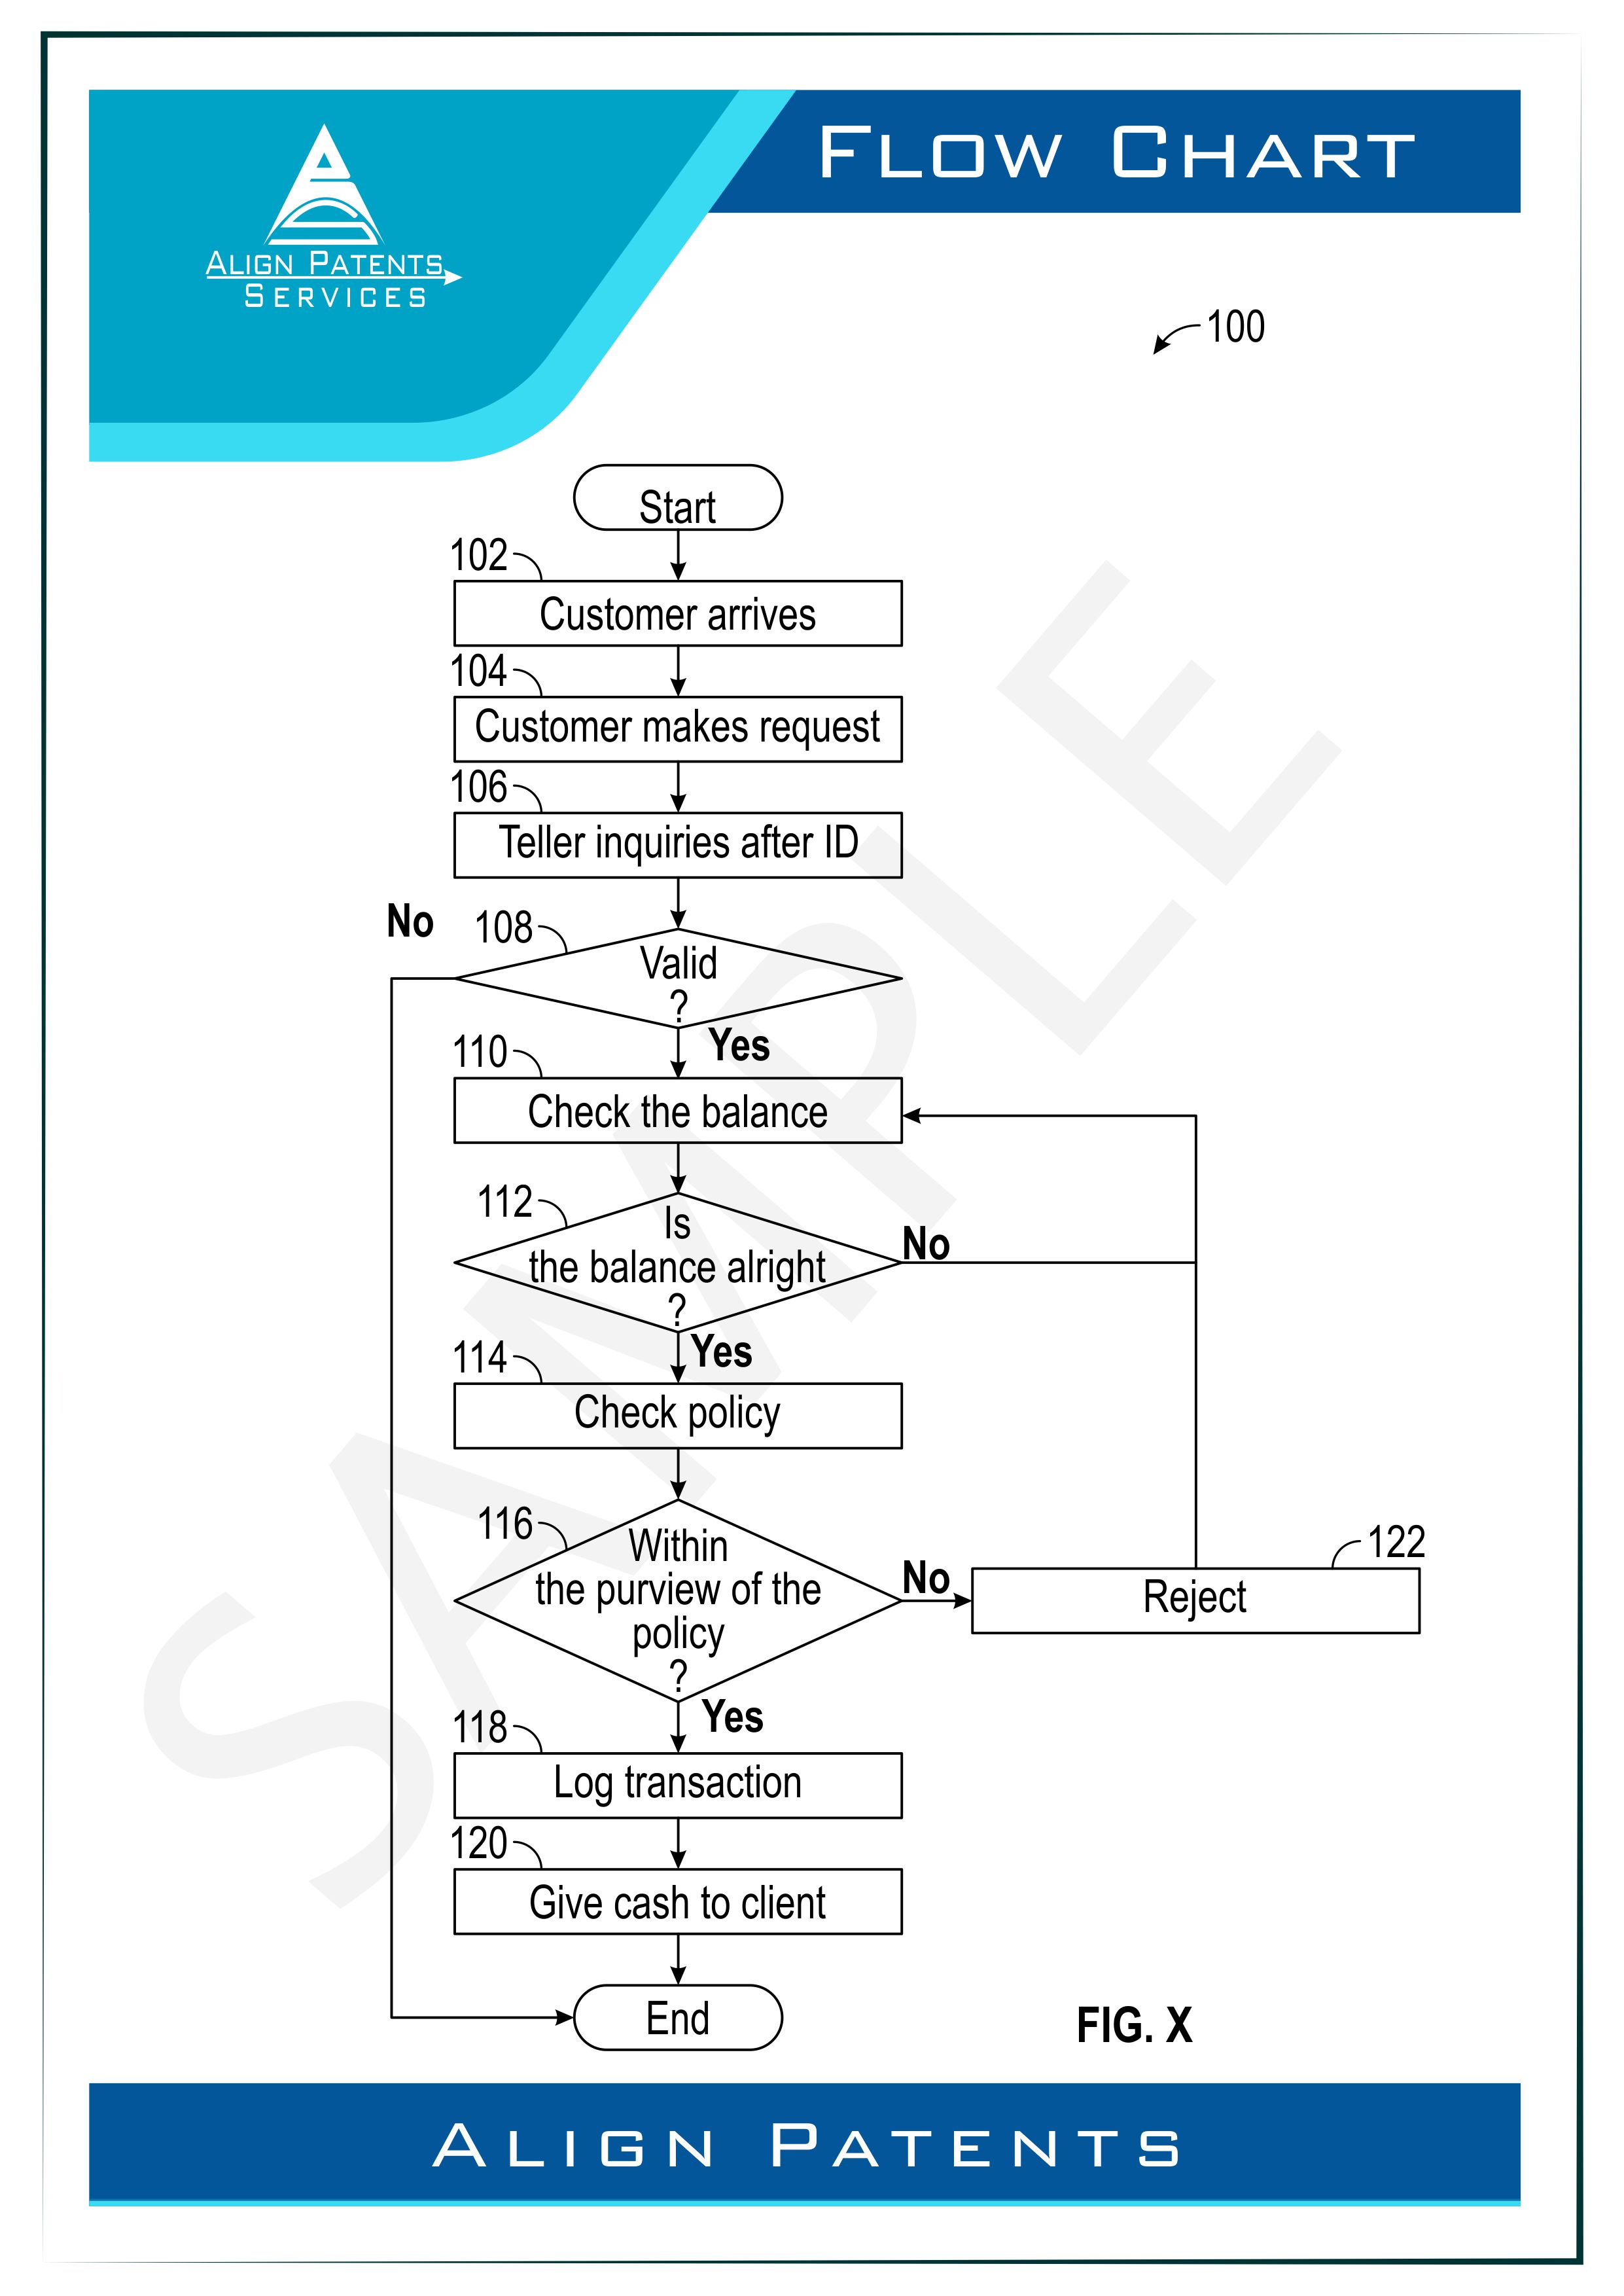 FLOW CHART
ALIGN PATENTS
SERVICES
100
Start
102
Customer arrives
104
Customer makes request
106
Teller inquiries after ID
No
108
Valid
?
Yes
110
Check the balance
112
Is
the balance alright
?
No
Yes
114
Check policy
116
Within
the purview of the
policy
?
No
122
Reject
Yes
118
Log transaction
120
Give cash to client
End
FIG. X
SAMPLE
ALIGN PATENTS